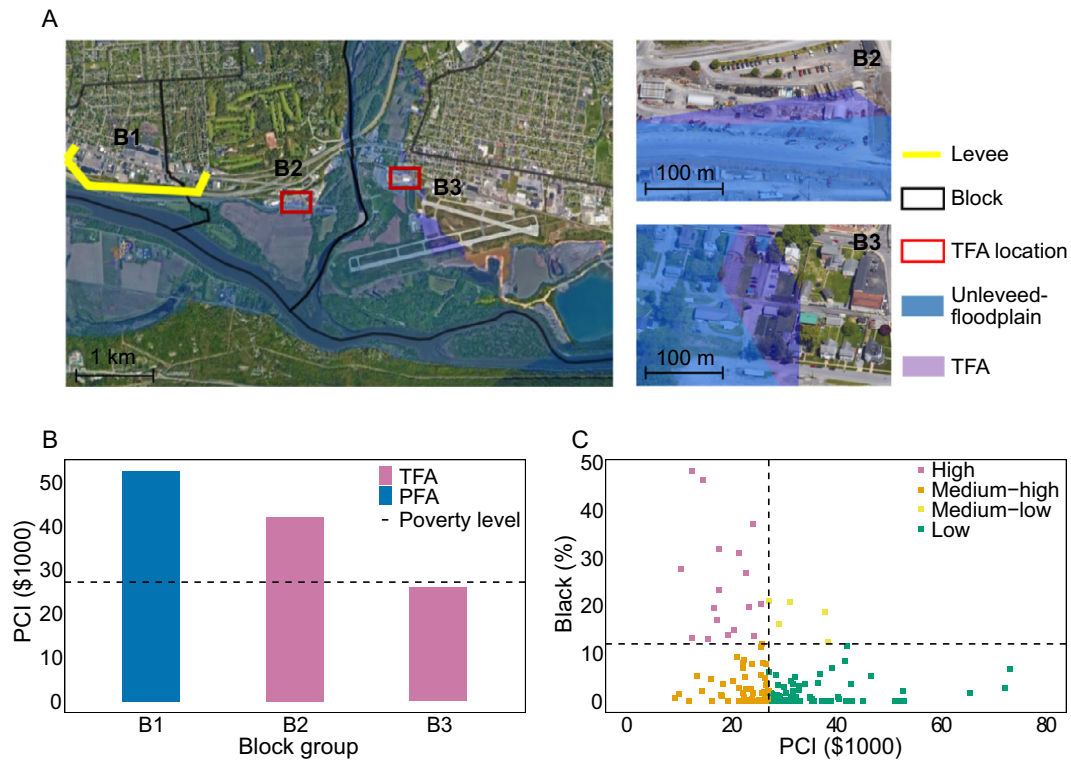 A
B1
B2
B3
1 km
B2
100 m
B3
100 m
Levee
Block
TFA location
Unleveed-
floodplain
TFA
B
PCI ($1000)
50
40
30
20
10
0
TFA
PFA
Poverty level
B1 B2 B3
Block group
C
Black (%)
50
40
30
20
10
0
High
Medium−high
Medium−low
Low
0 20 40 60 80
PCI ($1000)